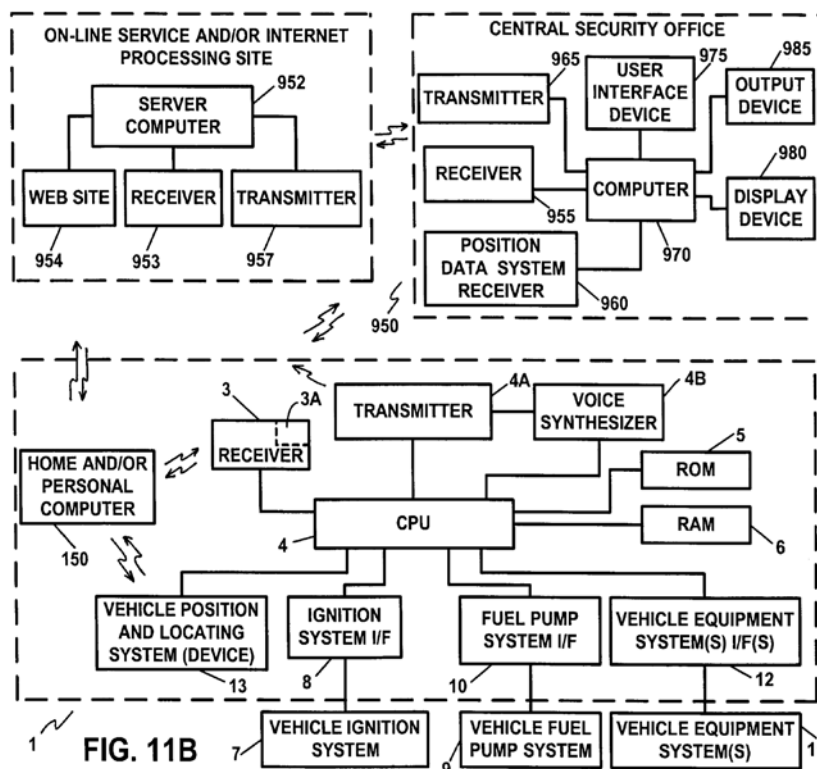 ON-LINE SERVICE AND/OR INTERNET
PROCESSING SITE
952
SERVER
COMPUTER
WEB SITE
RECEIVER
TRANSMITTER
954
953
957
CENTRAL SECURITY OFFICE
965
975
985
TRANSMITTER
USER
INTERFACE
DEVICE
OUTPUT
DEVICE
980
RECEIVER
COMPUTER
DISPLAY
DEVICE
955
970
POSITION
DATA SYSTEM
RECEIVER
960
950
3
3A
4A
4B
TRANSMITTER
VOICE
SYNTHESIZER
5
RECEIVER
ROM
HOME AND/OR
PERSONAL
COMPUTER
150
CPU
4
RAM
6
VEHICLE POSITION
AND LOCATING
SYSTEM (DEVICE)
13
IGNITION
SYSTEM I/F
8
FUEL PUMP
SYSTEM I/F
10
VEHICLE EQUIPMENT
SYSTEM(S) I/F(S)
12
1
FIG. 11B
7
VEHICLE IGNITION
SYSTEM
VEHICLE FUEL
PUMP SYSTEM
VEHICLE EQUIPMENT
SYSTEM(S)